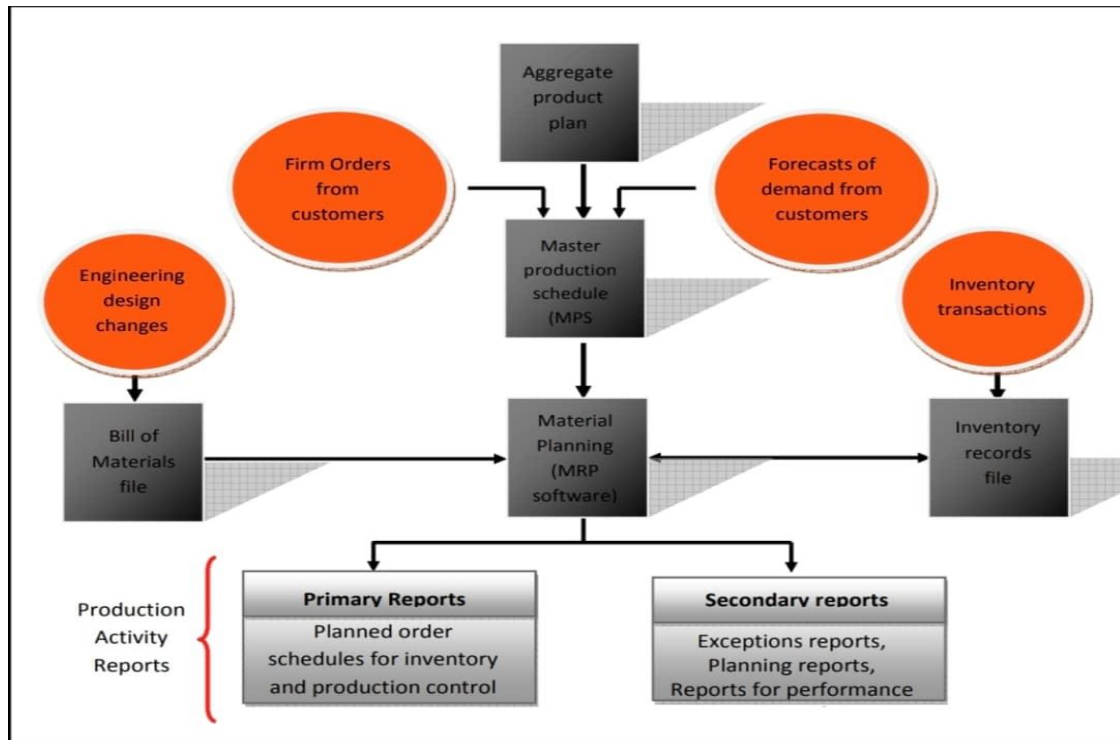 Aggregate
product
plan
Firm Orders
from
customers
Forecasts of
demand from
customers
Master
production
schedule
(MPS
Engineering
design
changes
Inventory
transactions
Bill of
Materials
file
Material
Planning
(MRP
software)
Inventory
records
file
Production
Activity
Reports
Primary Reports
Planned order
schedules for inventory
and production control
Secondary reports
Exceptions reports,
Planning reports,
Reports for performance